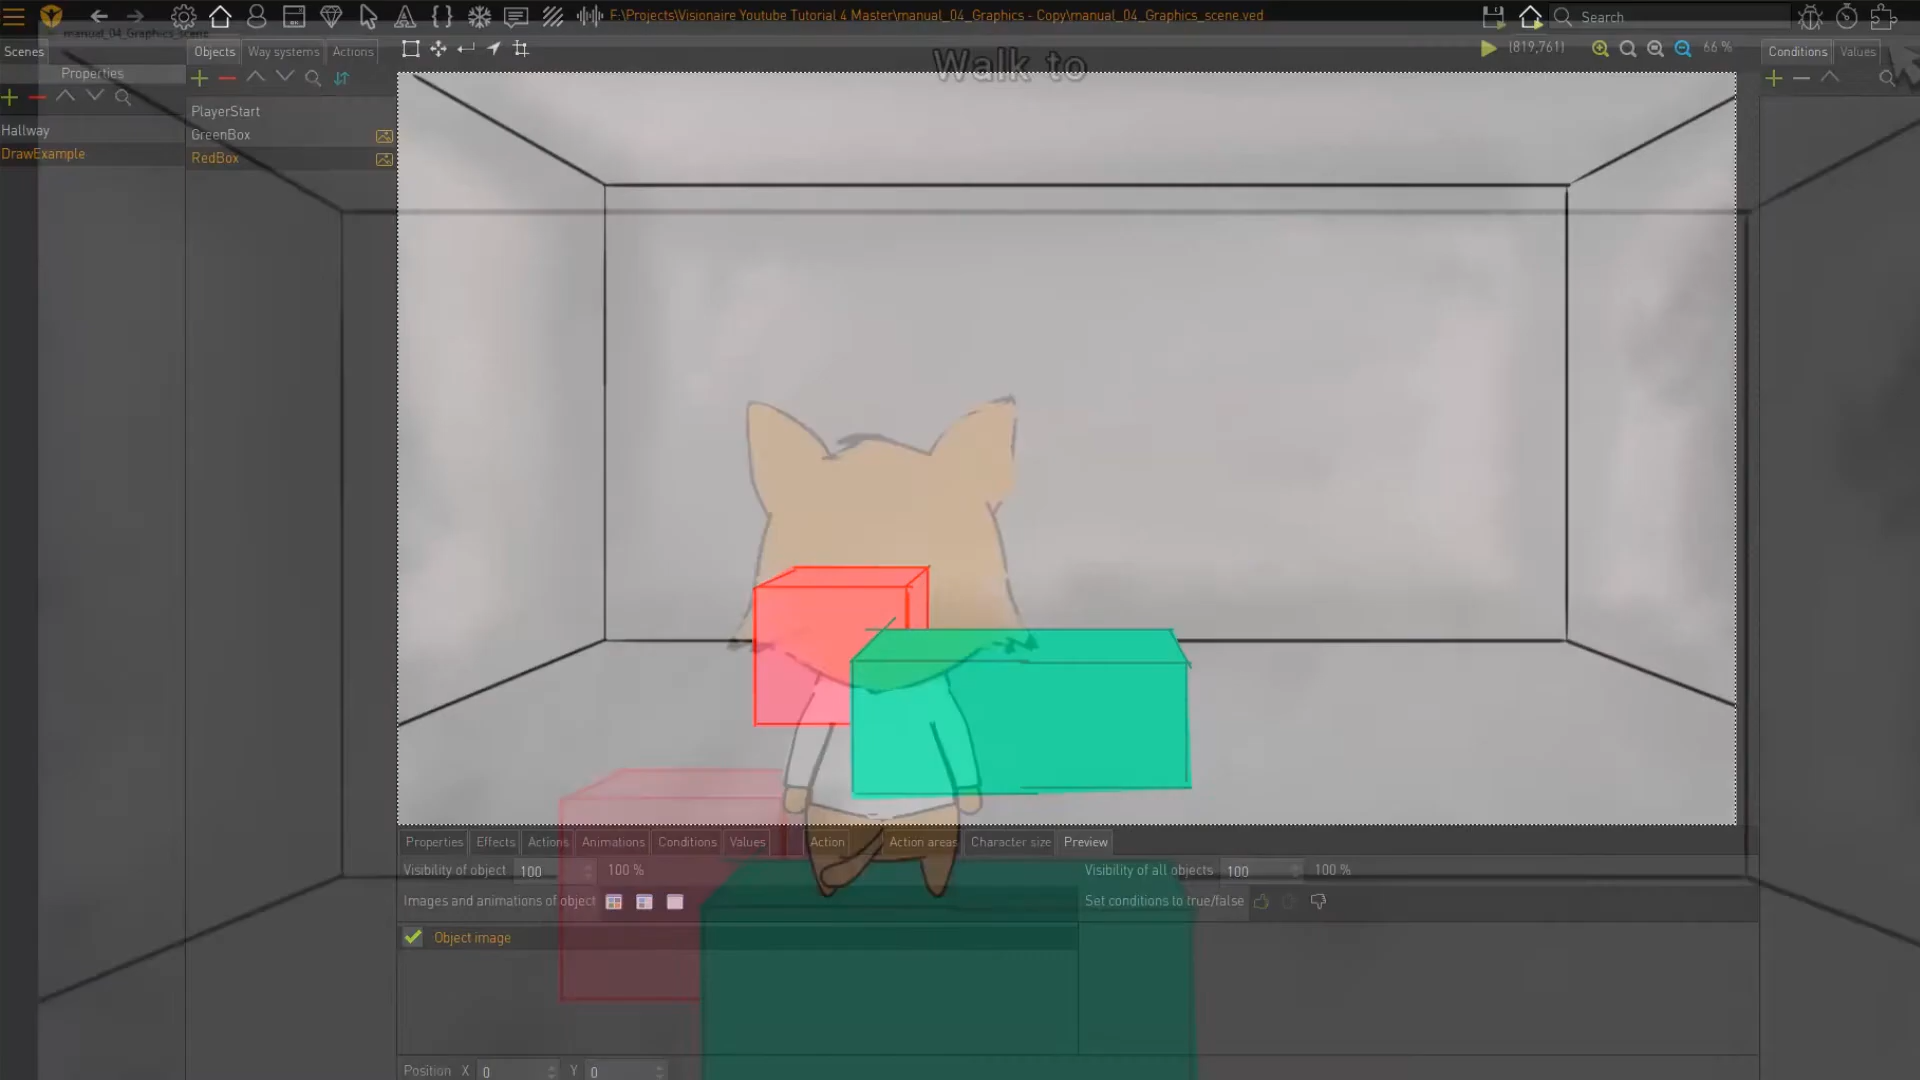 F:\Projects\Visionaire Youtube Tutorial 4 Master\manual_04_Graphics - Copy\manual_04_Graphics_scene.ved
Search
manual_04_Graphics_scene
Scenes
Objects
Way systems
Actions
(819,761)
66 %
Conditions
Values
Walk to
Properties
PlayerStart
Hallway
GreenBox
DrawExample
RedBox
Properties
Effects
Actions
Animations
Conditions
Values
Action
Action areas
Character size
Preview
Visibility of object
100
100 %
Visibility of all objects
100
100 %
Images and animations of object
Set conditions to true/false
Object image
Position X 0 Y 0